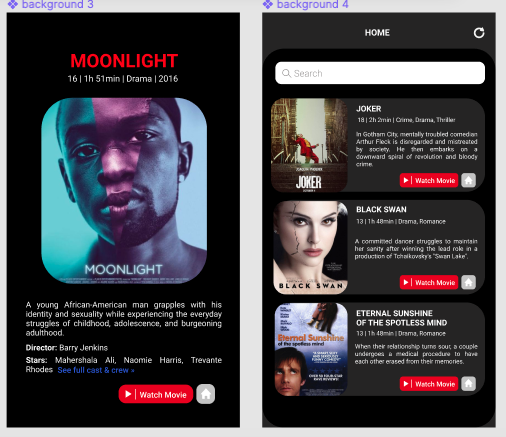 background 3
MOONLIGHT
16 | 1h 51min | Drama | 2016
MOONLIGHT
A young African-American man grapples with his
identity and sexuality while experiencing the everyday
struggles of childhood, adolescence, and burgeoning
adulthood.
Director: Barry Jenkins
Stars: Mahershala Ali, Naomie Harris, Trevante
Rhodes See full cast & crew »
Watch Movie
background 4
HOME
Search
JOKER
JOKER
18 | 2h 2min | Crime, Drama, Thriller
In Gotham City, mentally troubled comedian
Arthur Fleck is disregarded and mistreated
by society. He then embarks on a
downward spiral of revolution and bloody
crime.
Watch Movie
BLACK SWAN
BLACK SWAN
13 | 1h 48min | Drama, Romance
A committed dancer struggles to maintain
her sanity after winning the lead role in a
production of Tchaikovsky's "Swan Lake".
Watch Movie
Eternal Sunshine
of the spotless mind
ETERNAL SUNSHINE
OF THE SPOTLESS MIND
13 | 1h 48min | Drama, Romance
When their relationship turns sour, a couple
undergoes a medical procedure to have
each other erased from their memories.
Watch Movie